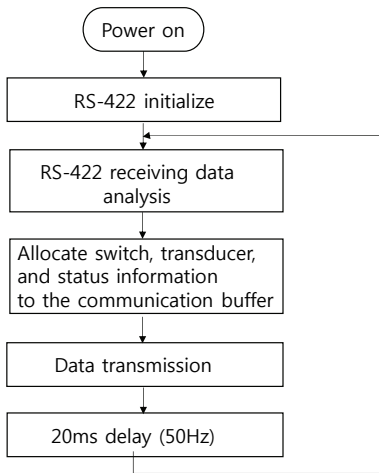 Power on
RS-422 initialize
RS-422 receiving data
analysis
Allocate switch, transducer,
and status information
to the communication buffer
Data transmission
20ms delay (50Hz)